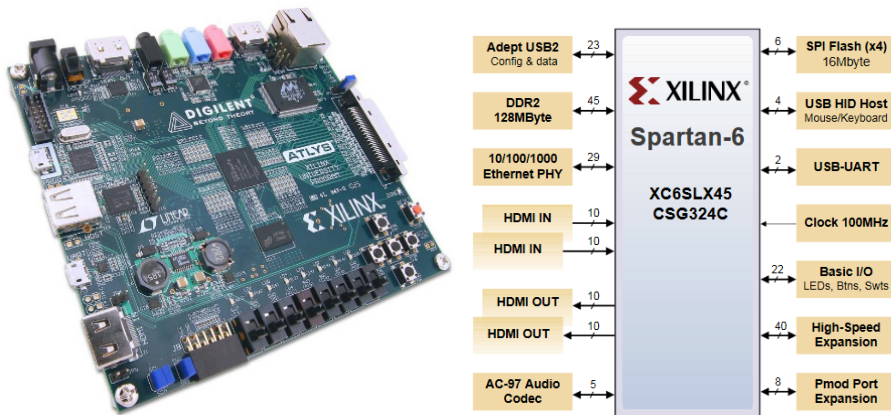 DIGILENT
BEYOND THEORY
ATLYS
XILINX
UNIVERSITY
PROGRAM
XILINX
Adept USB2
Config & data
23
DDR2
128MByte
45
10/100/1000
Ethernet PHY
29
HDMI IN
10
HDMI IN
10
HDMI OUT
10
HDMI OUT
10
AC-97 Audio
Codec
5
XILINX®
Spartan-6
XC6SLX45
CSG324C
6
SPI Flash (x4)
16Mbyte
4
USB HID Host
Mouse/Keyboard
2
USB-UART
Clock 100MHz
22
Basic I/O
LEDs, Btns, Swts
40
High-Speed
Expansion
8
Pmod Port
Expansion